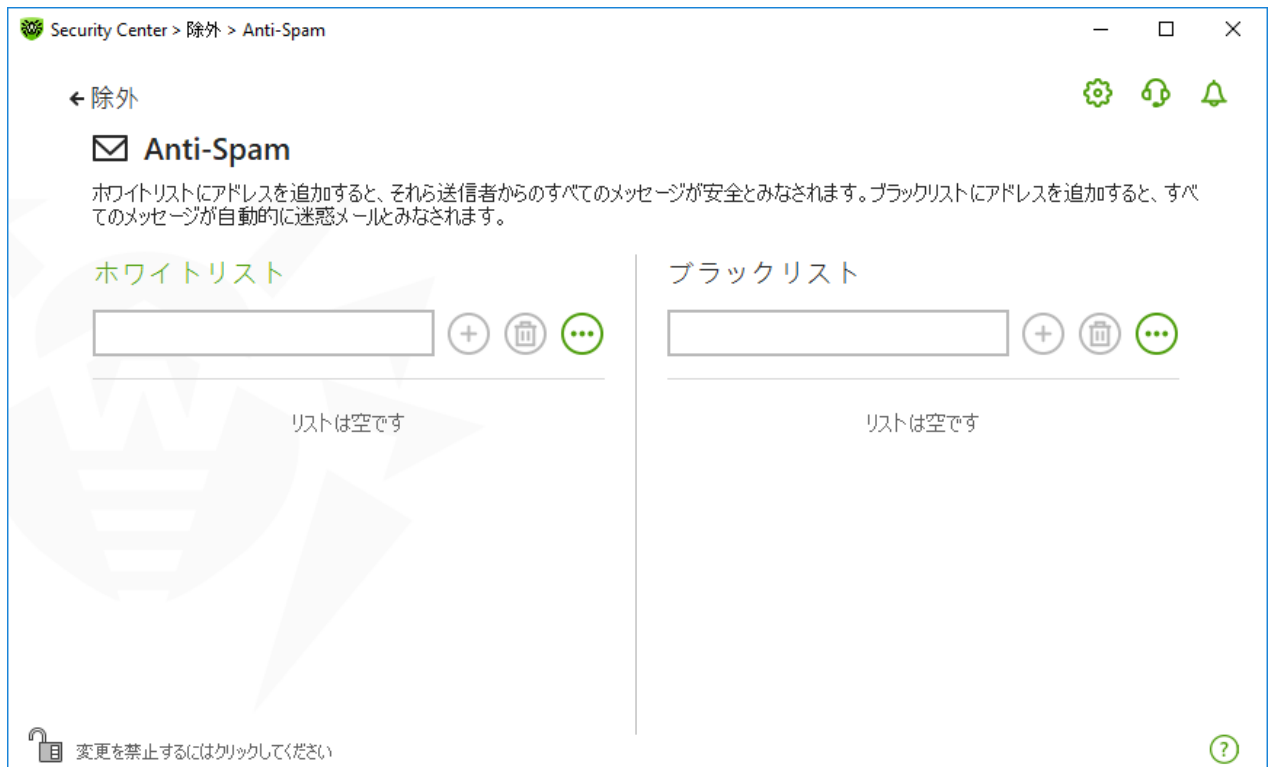 Security Center > 除外 > Anti-Spam
除外
Anti-Spam
ホワイトリストにアドレスを追加すると、それら送信者からのすべてのメッセージが安全とみなされます。ブラックリストにアドレスを追加すると、すべ
てのメッセージが自動的に迷惑メールとみなされます。
ホワイトリスト
ブラックリスト
リストは空です
リストは空です
変更を禁止するにはクリックしてください